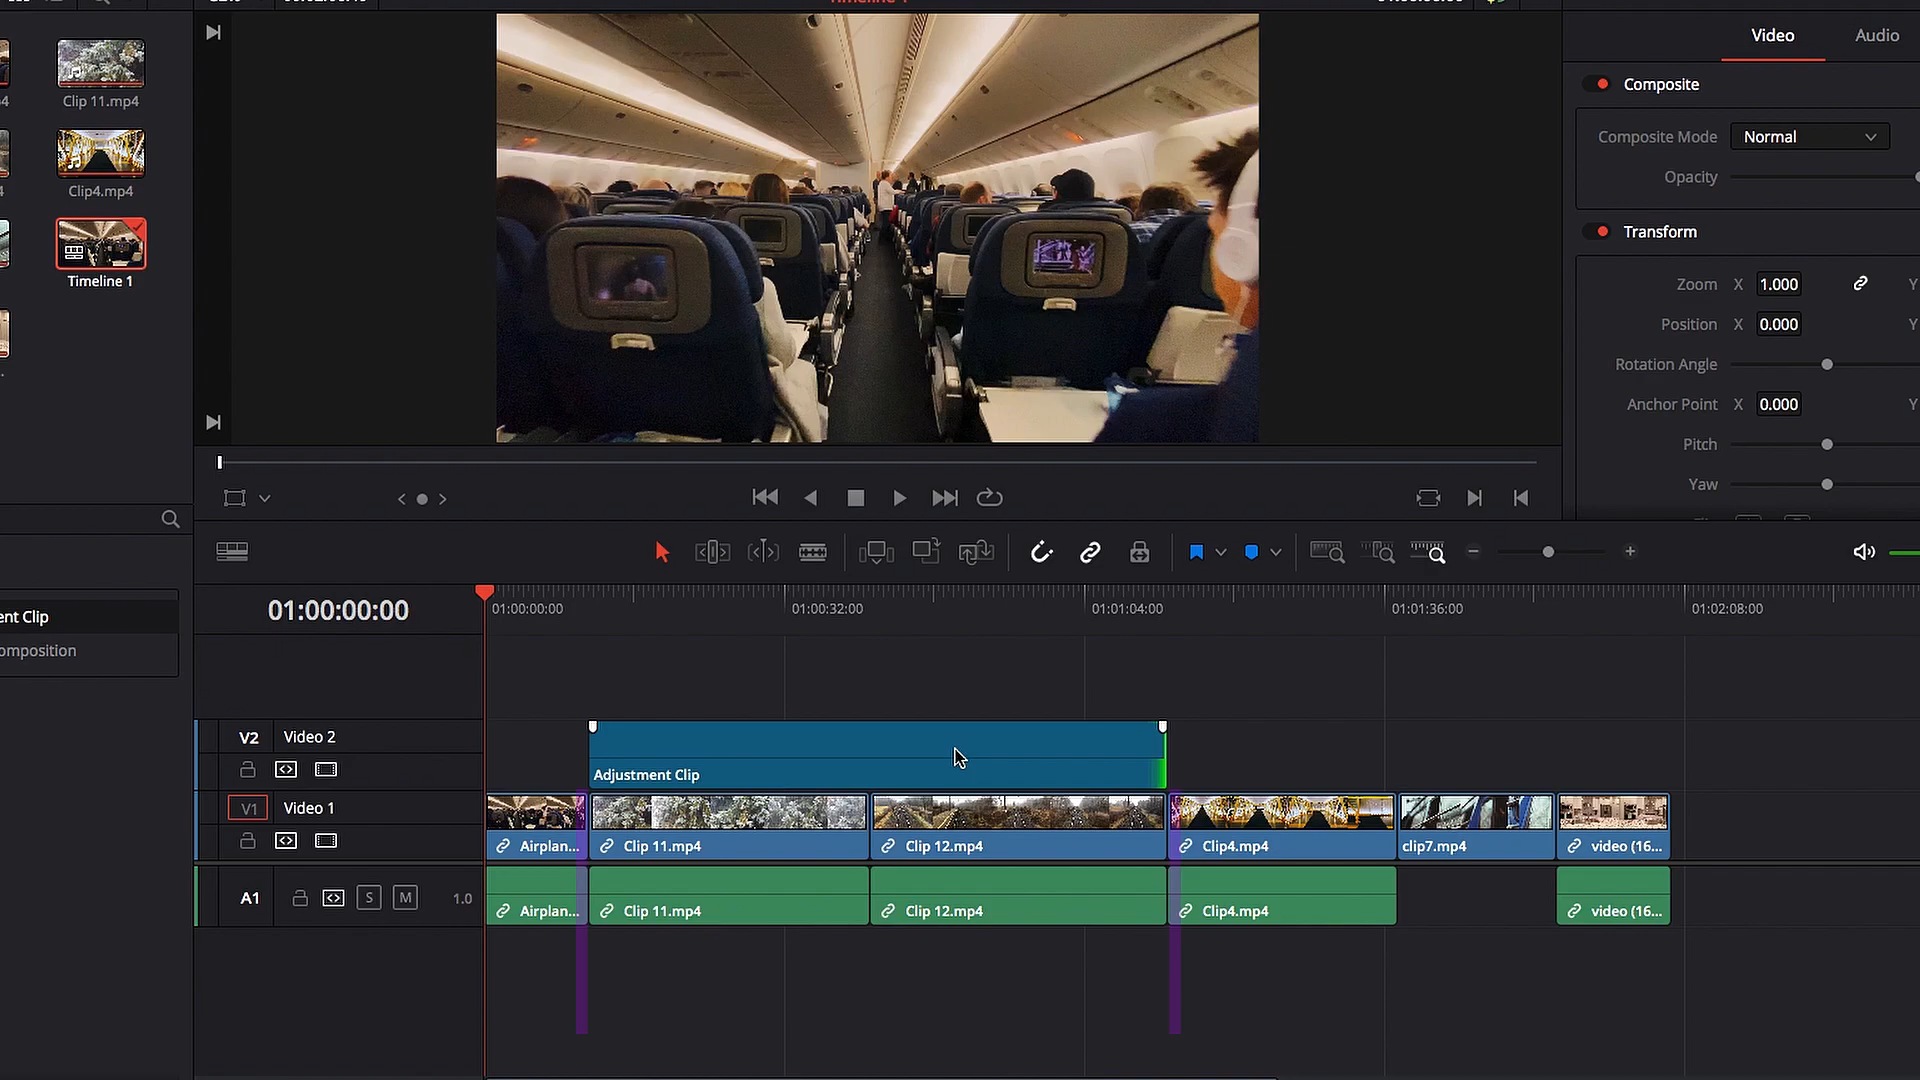 Timeline 1
Video
Audio
4
Clip 11.mp4
Composite
Composite Mode
Normal
4
Clip4.mp4
Opacity
Transform
Timeline 1
Zoom
X
1.000
Y
Position
X
0.000
Y
Rotation Angle
Anchor Point
X
0.000
Y
Pitch
Yaw
01:00:00:00
01:00:00:00
01:00:32:00
01:01:04:00
01:01:36:00
01:02:08:00
ent Clip
omposition
V2
Video 2
Adjustment Clip
V1
Video 1
Airplan...
Clip 11.mp4
Clip 12.mp4
Clip4.mp4
clip7.mp4
video (16...
A1
S
M
1.0
Airplan...
Clip 11.mp4
Clip 12.mp4
Clip4.mp4
video (16...